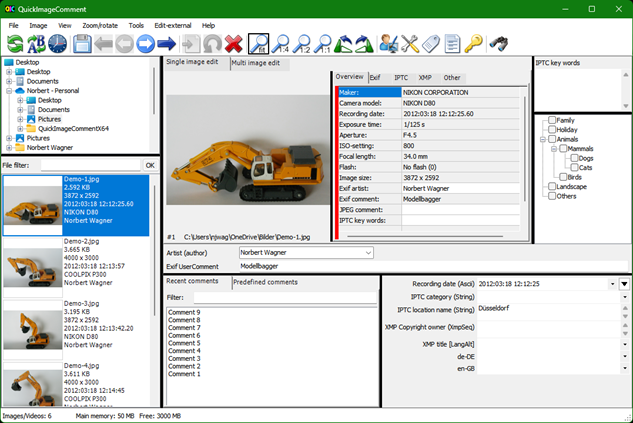 QuickImageComment
File Image View Zoom/rotate Tools Edit-external Help
fit 1:4 1:2 1:1
Desktop
Desktop
Documents
Norbert - Personal
Desktop
Documents
Pictures
QuickImageCommentX64
Pictures
Norbert Wagner
File filter: OK
Demo-1.jpg
2.592 KB
3872 x 2592
2012:03:18 12:12:25.60
NIKON D80
Norbert Wagner
Demo-2.jpg
3.665 KB
4000 x 3000
2012:03:18 12:13:57
COOLPIX P300
Norbert Wagner
Demo-3.jpg
3.195 KB
3872 x 2592
2012:03:18 12:13:42.20
NIKON D80
Norbert Wagner
Demo-4.jpg
3.611 KB
4000 x 3000
2012:03:18 12:14:45
COOLPIX P300
Norbert Wagner
Single image edit Multi image edit
Overview Exif IPTC XMP Other
Maker: NIKON CORPORATION
Camera model: NIKON D80
Recording date: 2012:03:18 12:12:25.60
Exposure time: 1/125 s
Aperture: F4.5
ISO-setting: 800
Focal length: 34.0 mm
Flash: No flash (0)
Image size: 3872 x 2592
Exif artist: Norbert Wagner
Exif comment: Modellbagger
JPEG comment:
IPTC key words:
#1 C:\Users\njwag\OneDrive\Bilder\Demo-1.jpg
IPTC key words
Family
Holiday
Animals
Mammals
Dogs
Cats
Birds
Landscape
Others
Artist (author) Norbert Wagner
Exif UserComment Modellbagger
Recent comments Predefined comments
Filter:
Comment 9
Comment 8
Comment 7
Comment 6
Comment 5
Comment 4
Comment 3
Comment 2
Comment 1
Recording date (Ascii) 2012:03:18 12:12:25
IPTC category (String)
IPTC location name (String) Düsseldorf
XMP Copyright owner (XmpSeq)
XMP title [LangAlt]
de-DE
en-GB
Images/Videos: 6 Main memory: 50 MB Free: 3000 MB